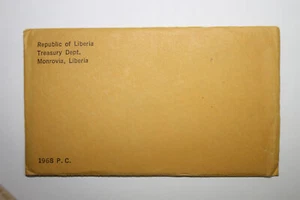 Republic of Liberia
Treasury Dept.
Monrovia, Liberia
1968 P.C.